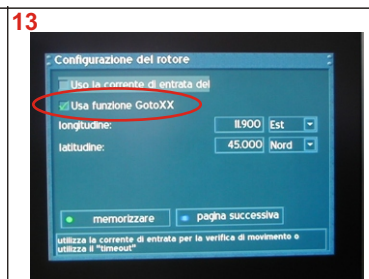 13
Configurazione del rotore
Uso la corrente di entrata del
Usa funzione GotoXX
longitudine: 11.900 Est
latitudine: 45.000 Nord
memorizzare pagina successiva
utilizza la corrente di entrata per la verifica di movimento o
utilizza il "timeout"